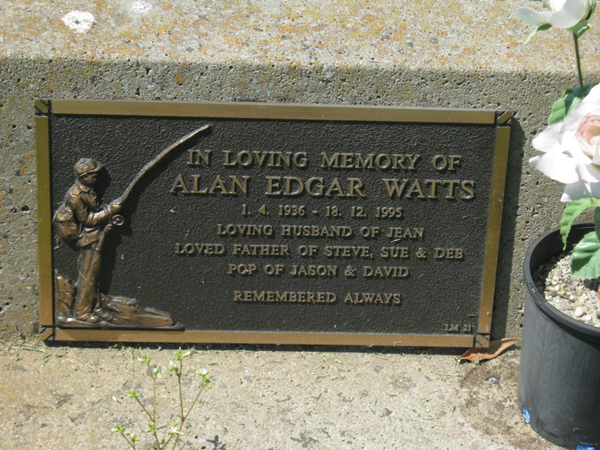 IN LOVING MEMORY OF
ALAN EDGAR WATTS
1. 4. 1936 - 18. 12. 1995
LOVING HUSBAND OF JEAN
LOVED FATHER OF STEVE, SUE & DEB
POP OF JASON & DAVID
REMEMBERED ALWAYS
LM 21